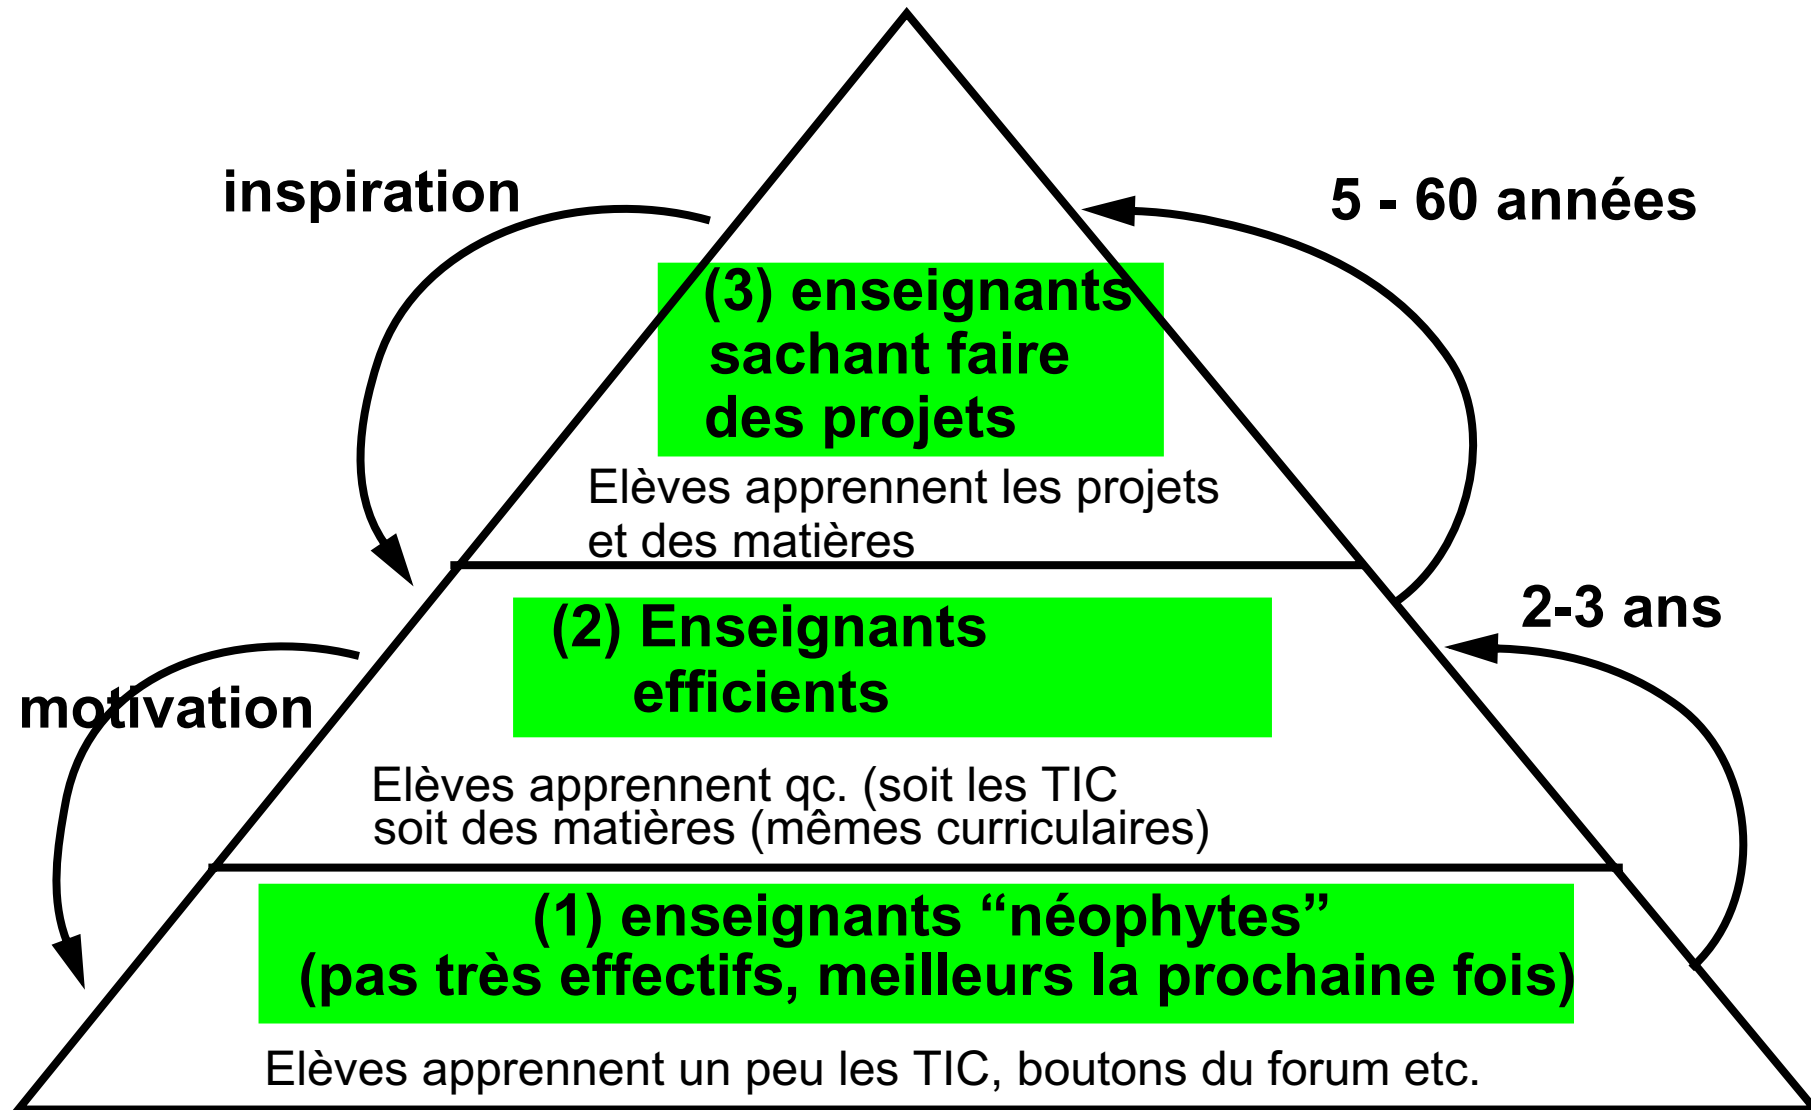 inspiration
5 - 60 années
(3) enseignants
sachant faire
des projets
Elèves apprennent les projets
et des matières
2-3 ans
(2) Enseignants
efficients
motivation
Elèves apprennent qc. (soit les TIC
soit des matières (mêmes curriculaires)
(1) enseignants “néophytes”
(pas très effectifs, meilleurs la prochaine fois)
Elèves apprennent un peu les TIC, boutons du forum etc.